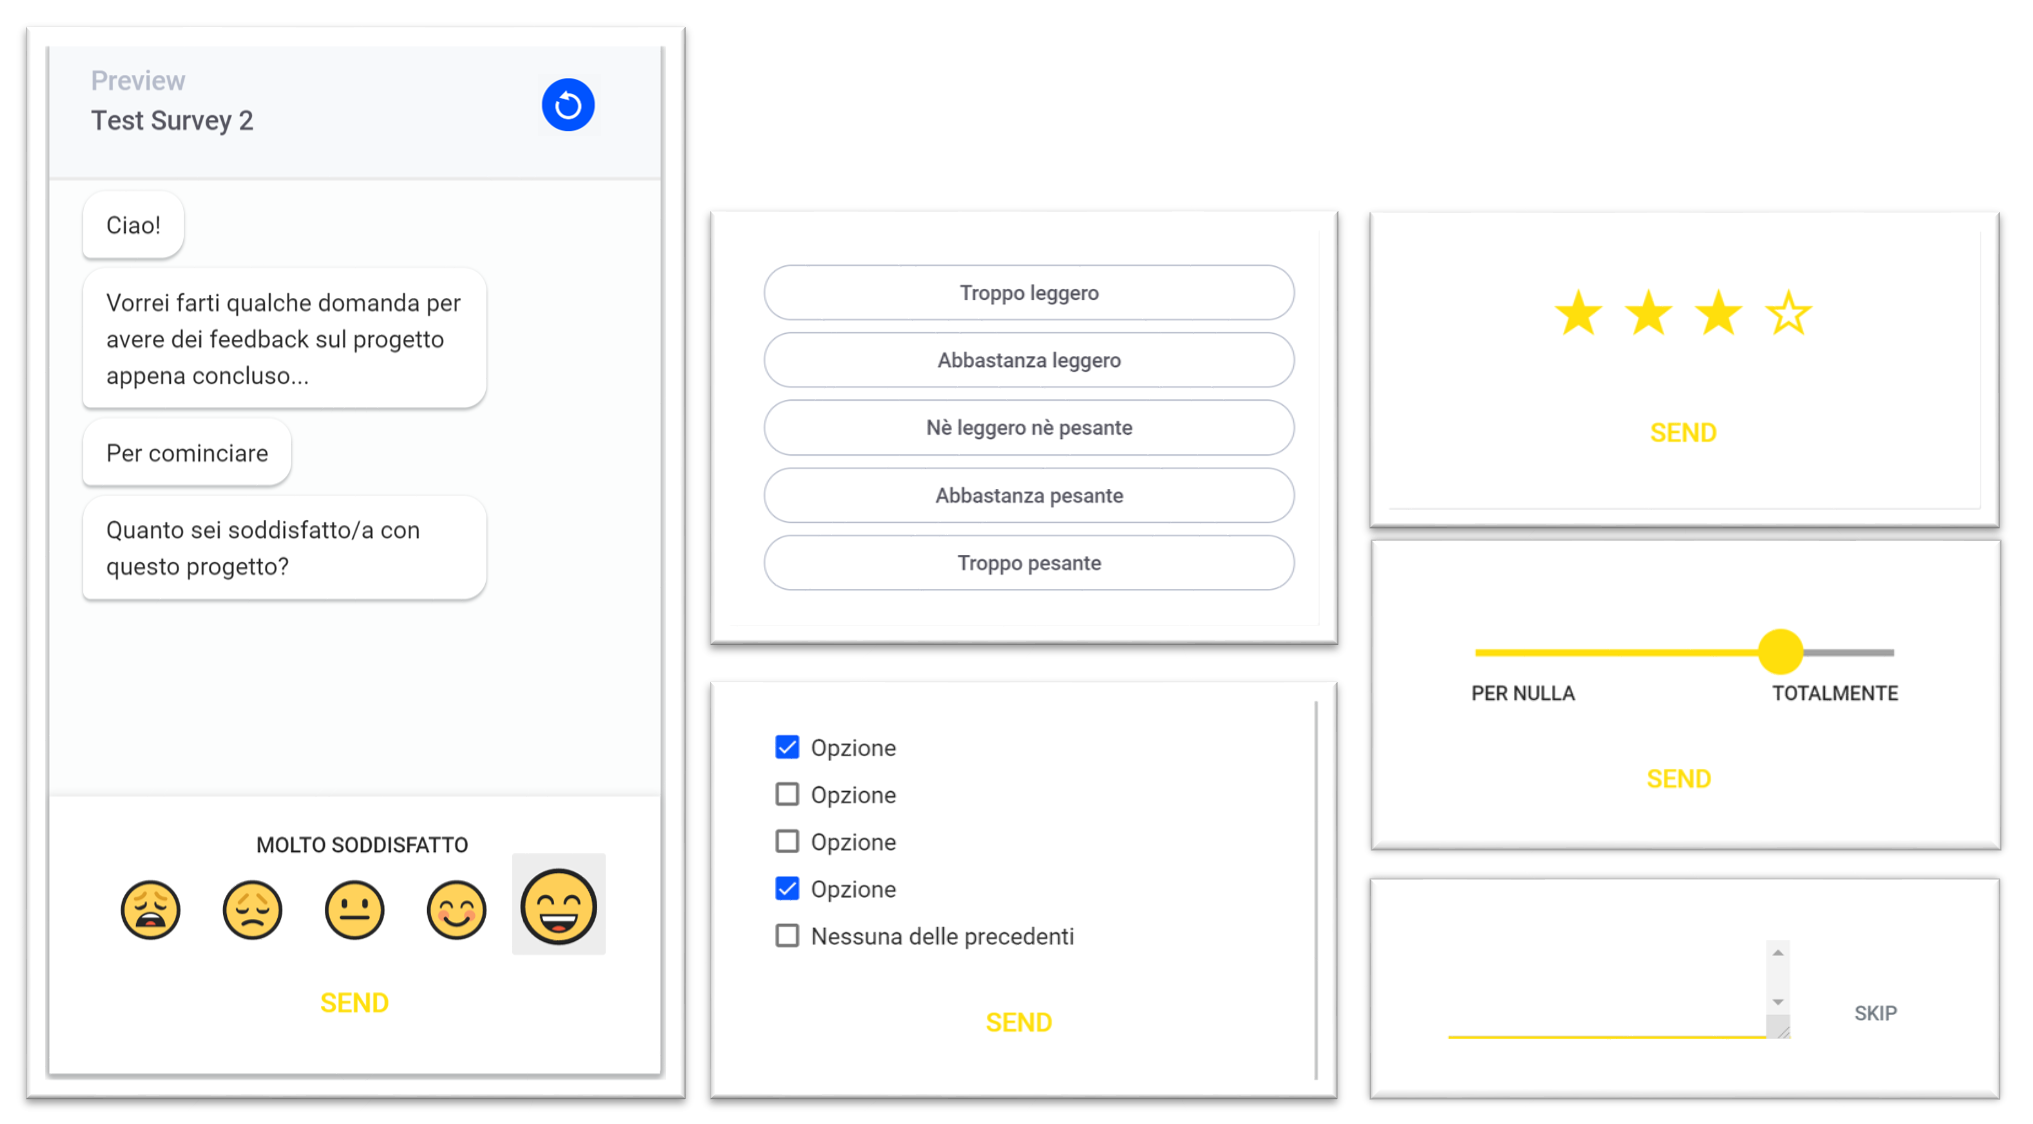 Preview
Test Survey 2
Ciao!
Vorrei farti qualche domanda per
avere dei feedback sul progetto
appena concluso...
Per cominciare
Quanto sei soddisfatto/a con
questo progetto?
MOLTO SODDISFATTO
SEND
Troppo leggero
Abbastanza leggero
Nè leggero nè pesante
Abbastanza pesante
Troppo pesante
Opzione
Opzione
Opzione
Opzione
Nessuna delle precedenti
SEND
SEND
PER NULLA TOTALMENTE
SEND
SKIP